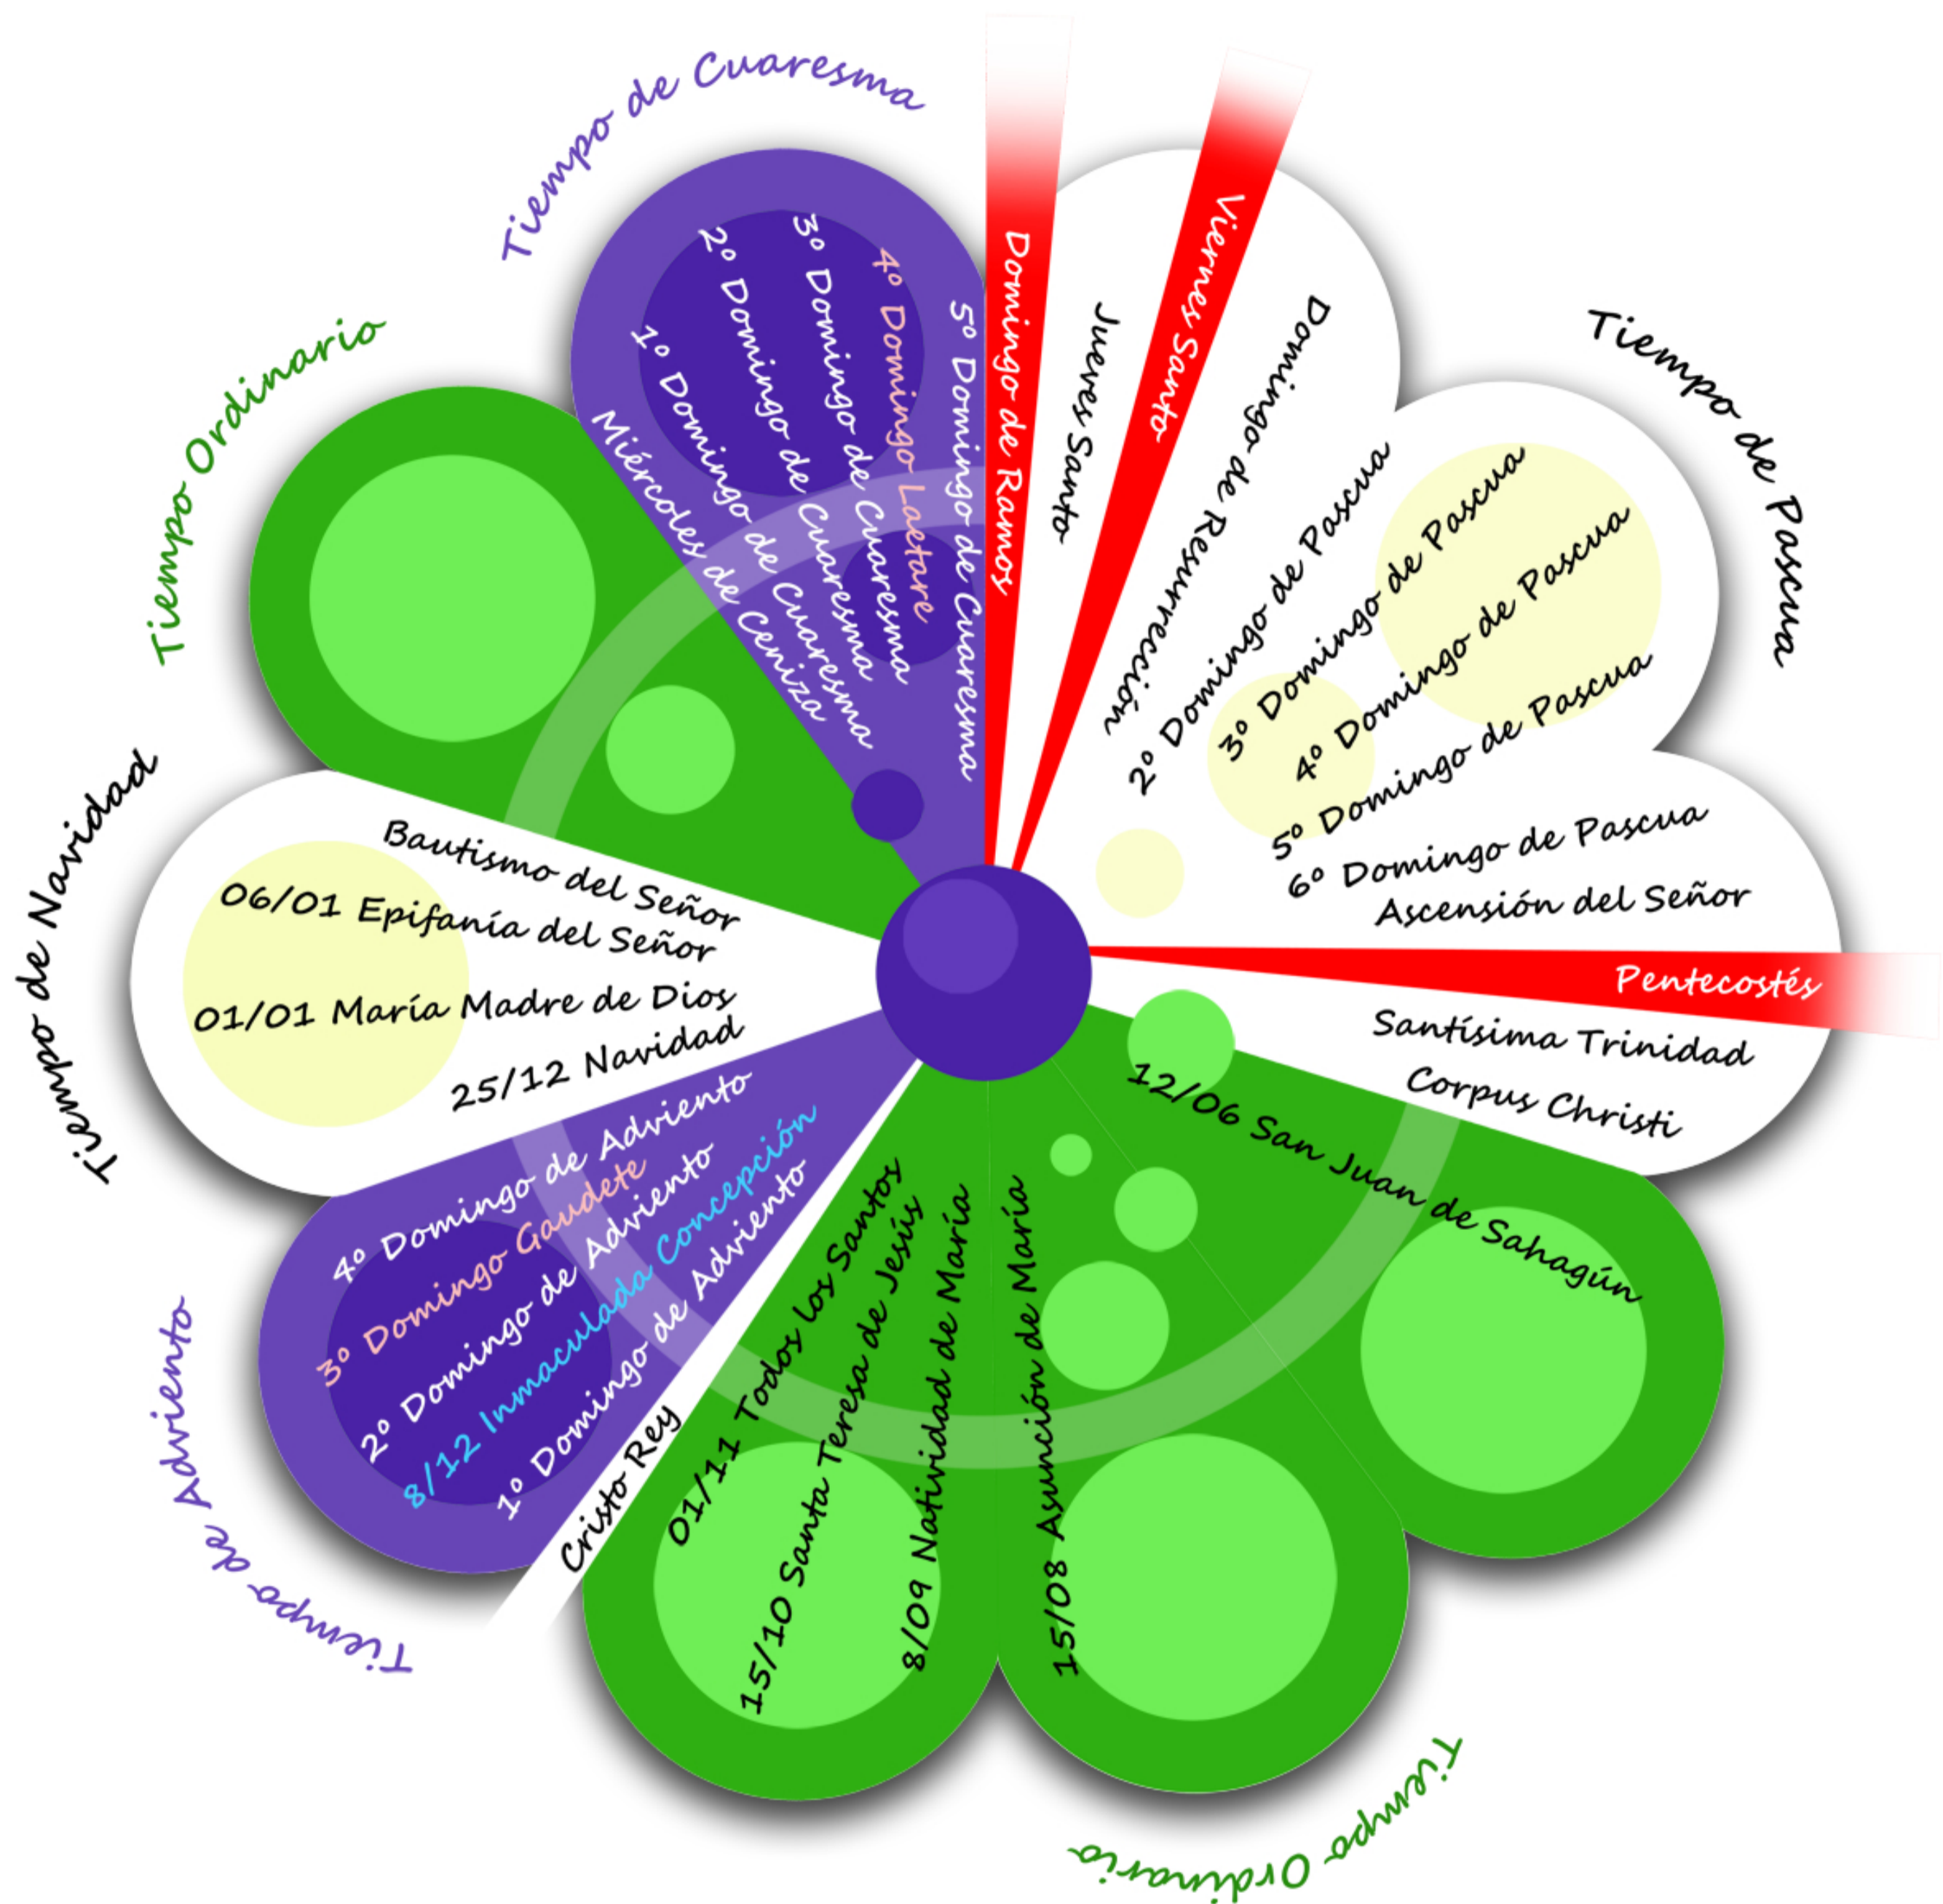 Tiempo de Cuaresma
Miércoles de Ceniza
1º Domingo de Cuaresma
2º Domingo de Cuaresma
3º Domingo de Cuaresma
4º Domingo Laetare
5º Domingo de Cuaresma
Domingo de Ramos
Jueves Santo
Viernes Santo
Domingo de Resurrección
Tiempo de Pascua
2º Domingo de Pascua
3º Domingo de Pascua
4º Domingo de Pascua
5º Domingo de Pascua
6º Domingo de Pascua
Ascensión del Señor
Pentecostés
Santísima Trinidad
Corpus Christi
Tiempo Ordinario
12/06 San Juan de Sahagún
15/08 Asunción de María
8/09 Natividad de María
15/10 Santa Teresa de Jesús
01/11 Todos los Santos
Cristo Rey
Tiempo de Adviento
1º Domingo de Adviento
8/12 Inmaculada Concepción
2º Domingo de Adviento
3º Domingo Gaudete
4º Domingo de Adviento
Tiempo de Navidad
25/12 Navidad
01/01 María Madre de Dios
06/01 Epifanía del Señor
Bautismo del Señor
Tiempo Ordinario